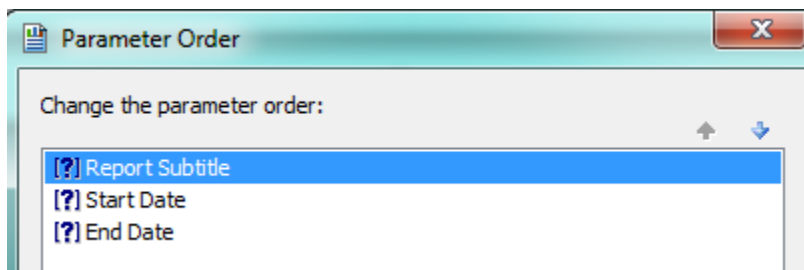 Parameter Order
Change the parameter order:
[?] Report Subtitle
[?] Start Date
[?] End Date